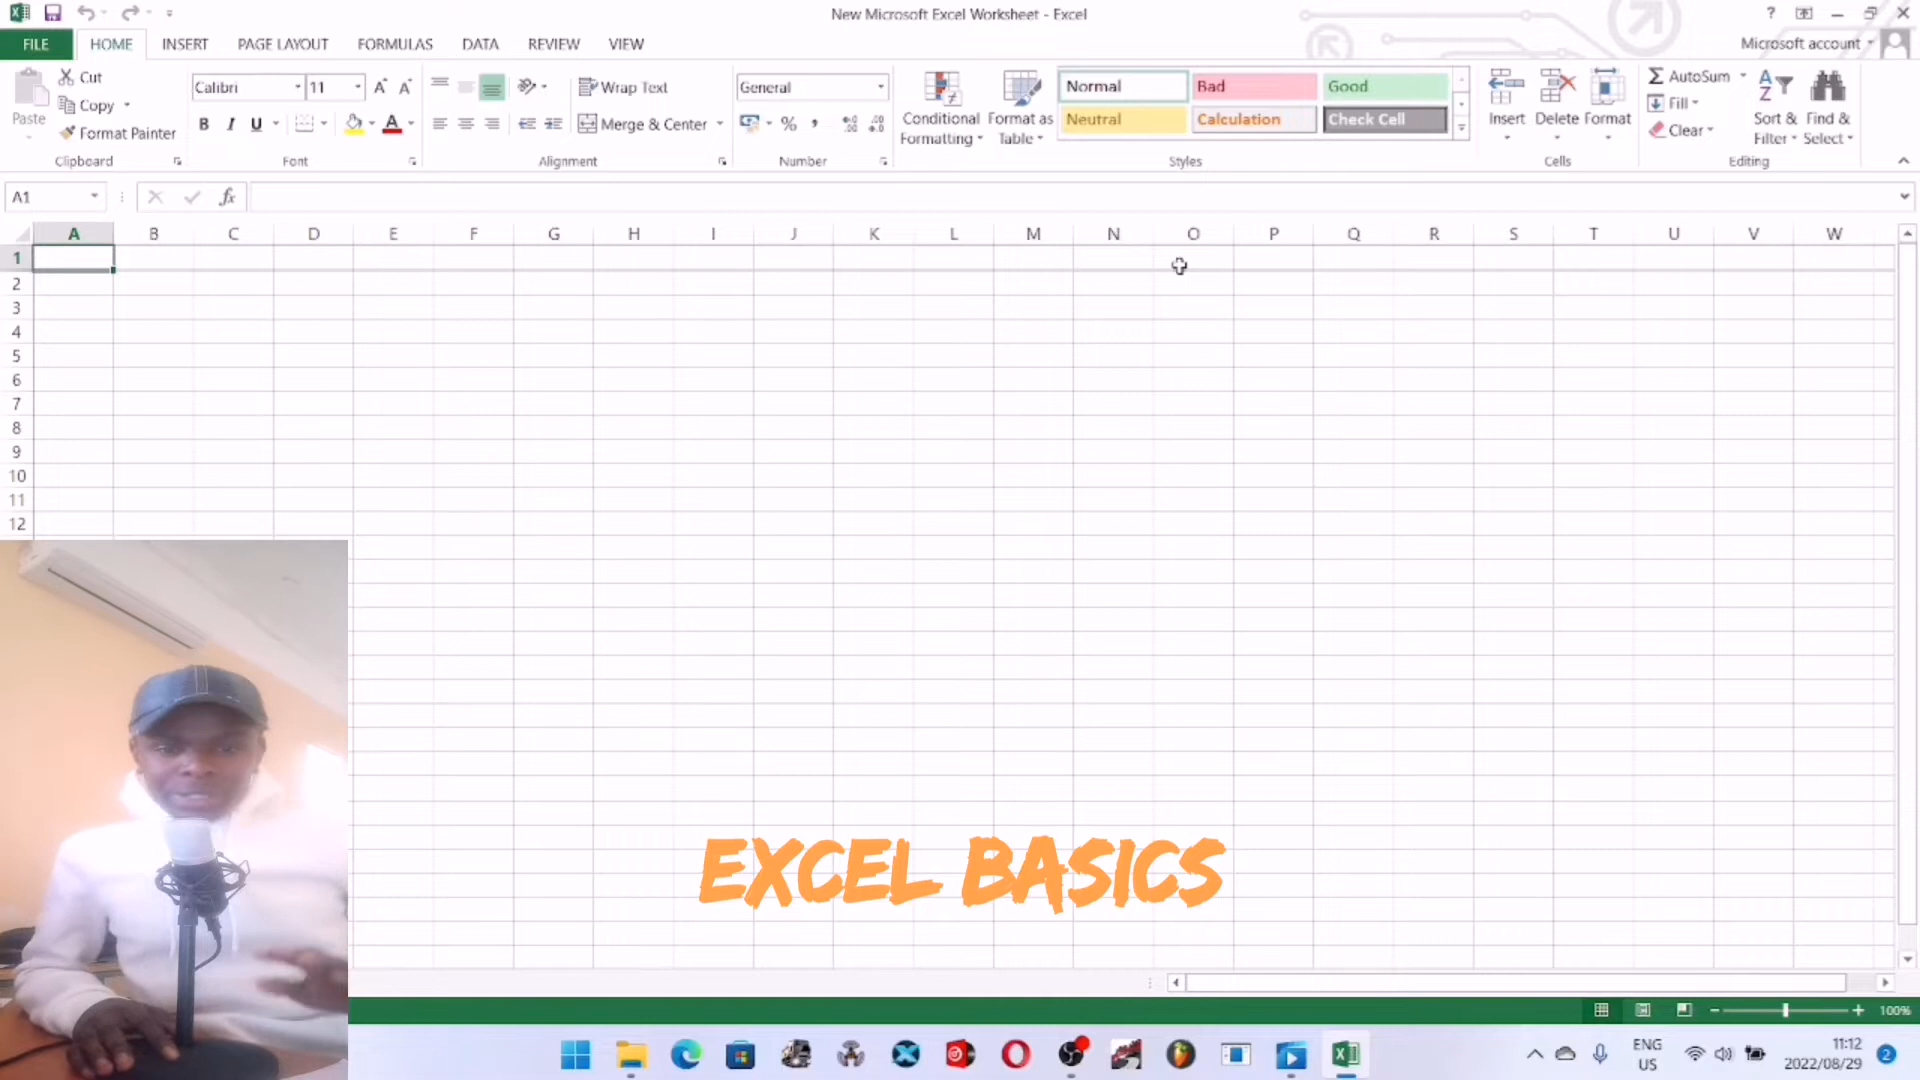 New Microsoft Excel Worksheet - Excel
?
FILE HOME INSERT PAGE LAYOUT FORMULAS DATA REVIEW VIEW
Microsoft account
Paste
Cut
Copy
Format Painter
Clipboard
Calibri 11
B I U A
Font
Wrap Text
Merge & Center
Alignment
General
%
Number
Conditional Formatting
Format as Table
Normal Bad Good
Neutral Calculation Check Cell
Styles
Insert Delete Format
Cells
AutoSum
Fill
Clear
Sort & Filter
Find & Select
Editing
A1
fx
A B C D E F G H I J K L M N O P Q R S T U V W
1
2
3
4
5
6
7
8
9
10
11
12
EXCEL BASICS
100%
ENG
US
11:12
2022/08/29
2